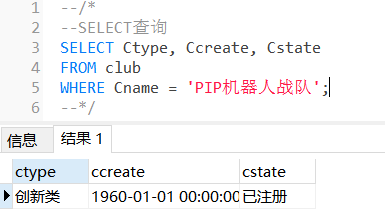 1 --/*
2 --SELECT查询
3 SELECT Ctype, Ccreate, Cstate
4 FROM club
5 WHERE Cname = 'PIP机器人战队';
6 --*/
信息 结果 1
ctype ccreate cstate
创新类 1960-01-01 00:00:00 已注册